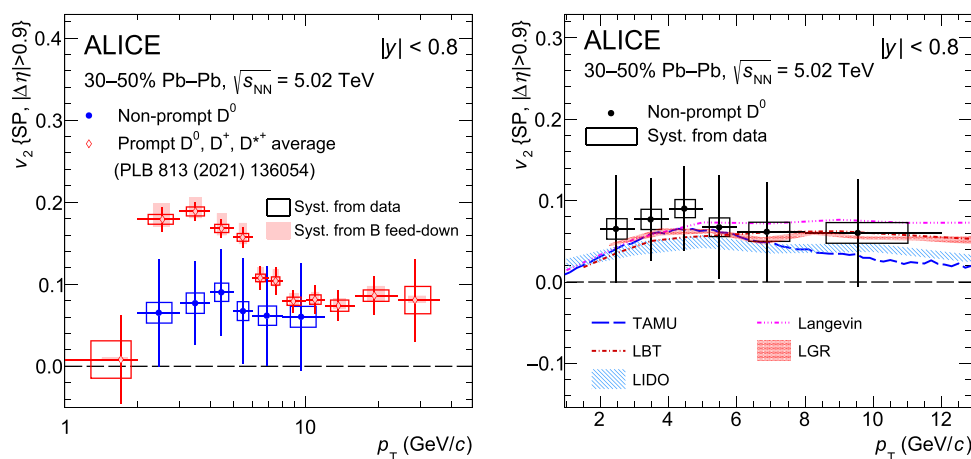 ALICE
|y| < 0.8
30–50% Pb–Pb, √sNN = 5.02 TeV
Non-prompt D0
Prompt D0, D+, D*+ average
(PLB 813 (2021) 136054)
Syst. from data
Syst. from B feed-down
v2 {SP, |Δη|>0.9}
0.4
0.3
0.2
0.1
0.0
1
10
pT (GeV/c)
ALICE
|y| < 0.8
30–50% Pb–Pb, √sNN = 5.02 TeV
Non-prompt D0
Syst. from data
v2 {SP, |Δη|>0.9}
0.3
0.2
0.1
0.0
−0.1
TAMU
Langevin
LBT
LGR
LIDO
2
4
6
8
10
12
pT (GeV/c)